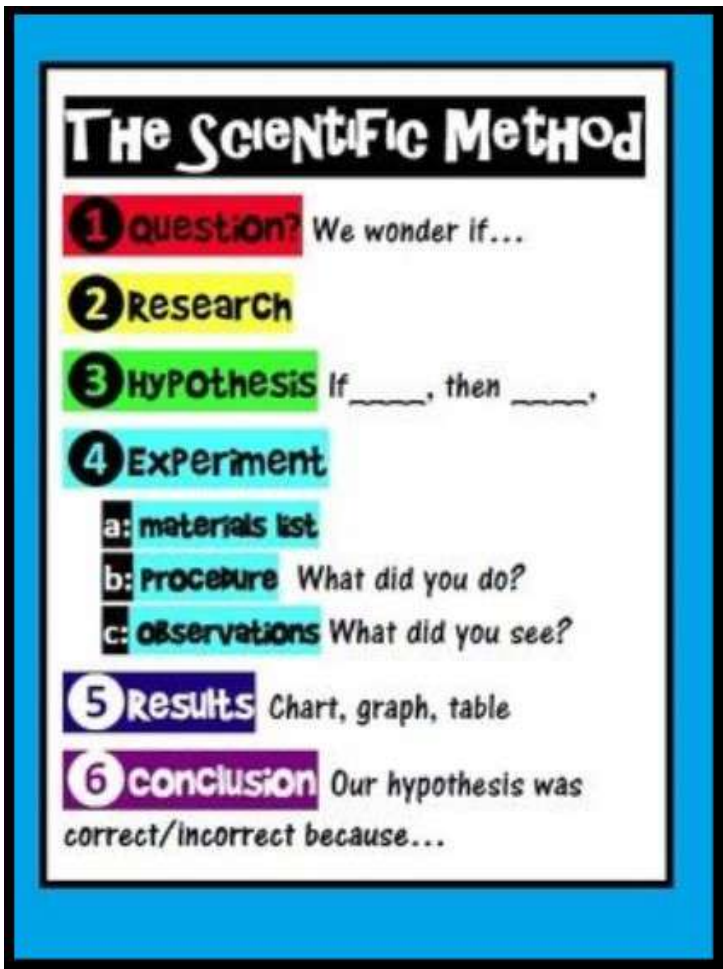 The Scientific Method
1 Question? We wonder if...
2 Research
3 Hypothesis If____, then ____,
4 Experiment
a: materials list
b: Procedure What did you do?
c: observations What did you see?
5 Results Chart, graph, table
6 conclusion Our hypothesis was
correct/incorrect because...